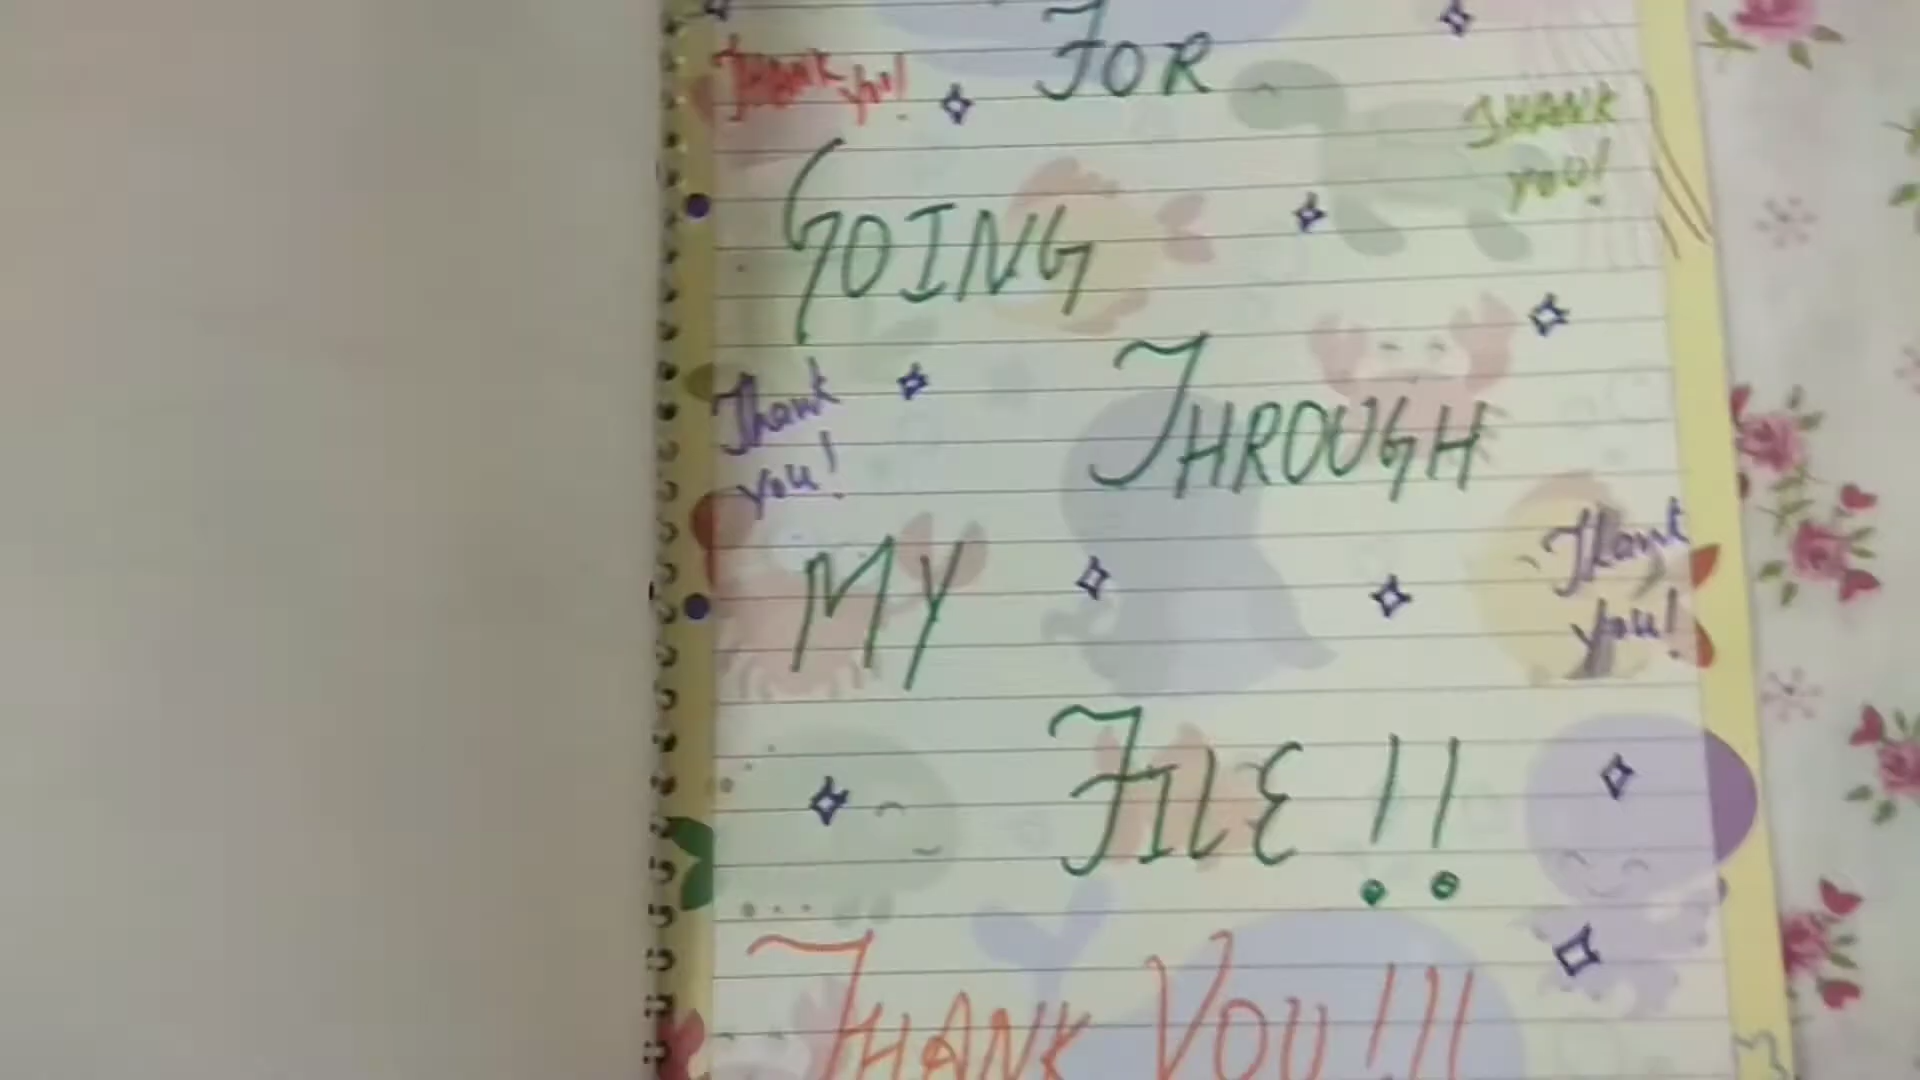 FOR
Thank
you!
THANK
YOU!
GOING
THROUGH
Thank
you!
MY
Thank
you!
FILE !!
THANK YOU!!!